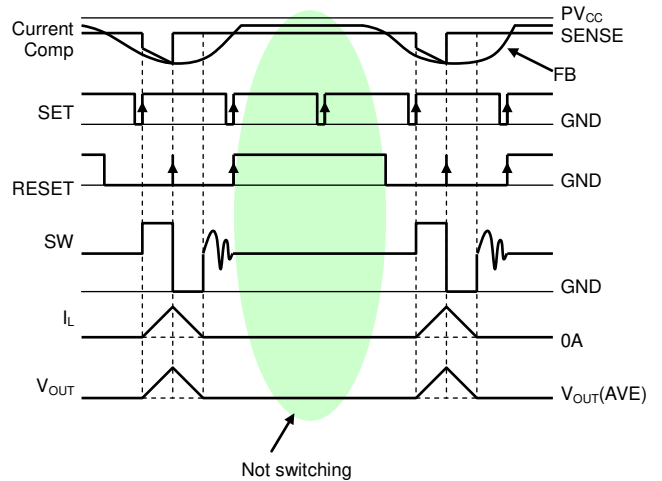 PVCC
Current
Comp
SENSE
FB
SET
GND
RESET
GND
SW
GND
IL
0A
VOUT
VOUT(AVE)
Not switching